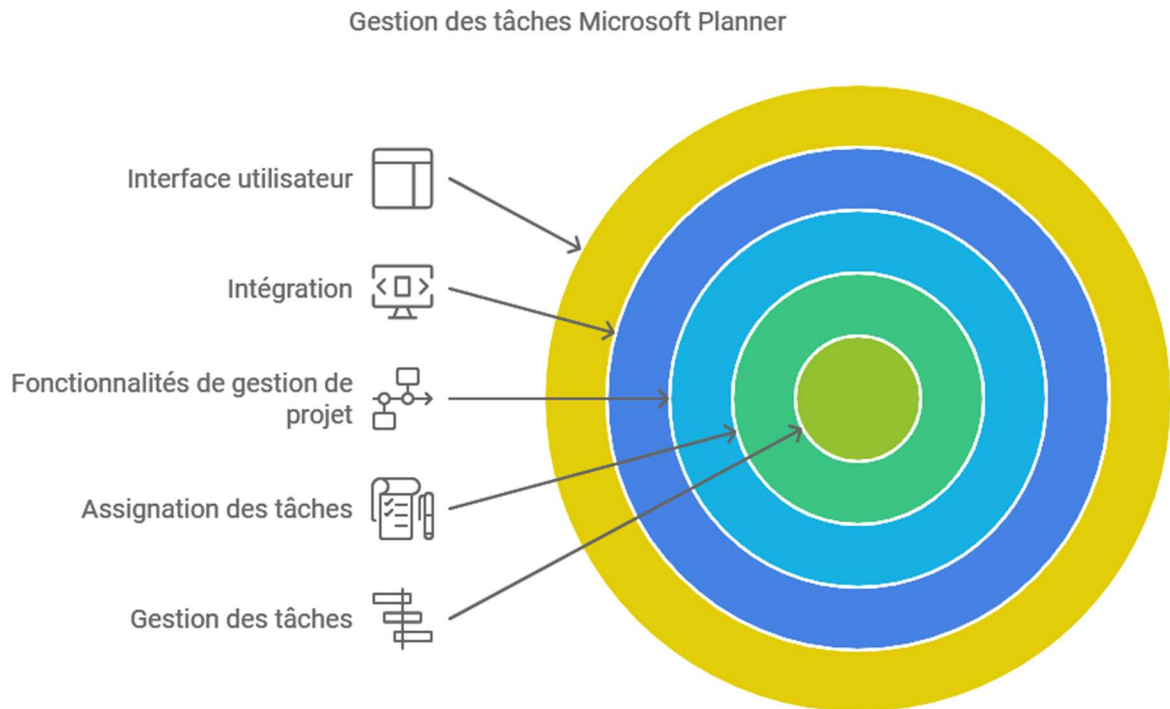 Gestion des tâches Microsoft Planner
Interface utilisateur
Intégration
Fonctionnalités de gestion de
projet
Assignation des tâches
Gestion des tâches